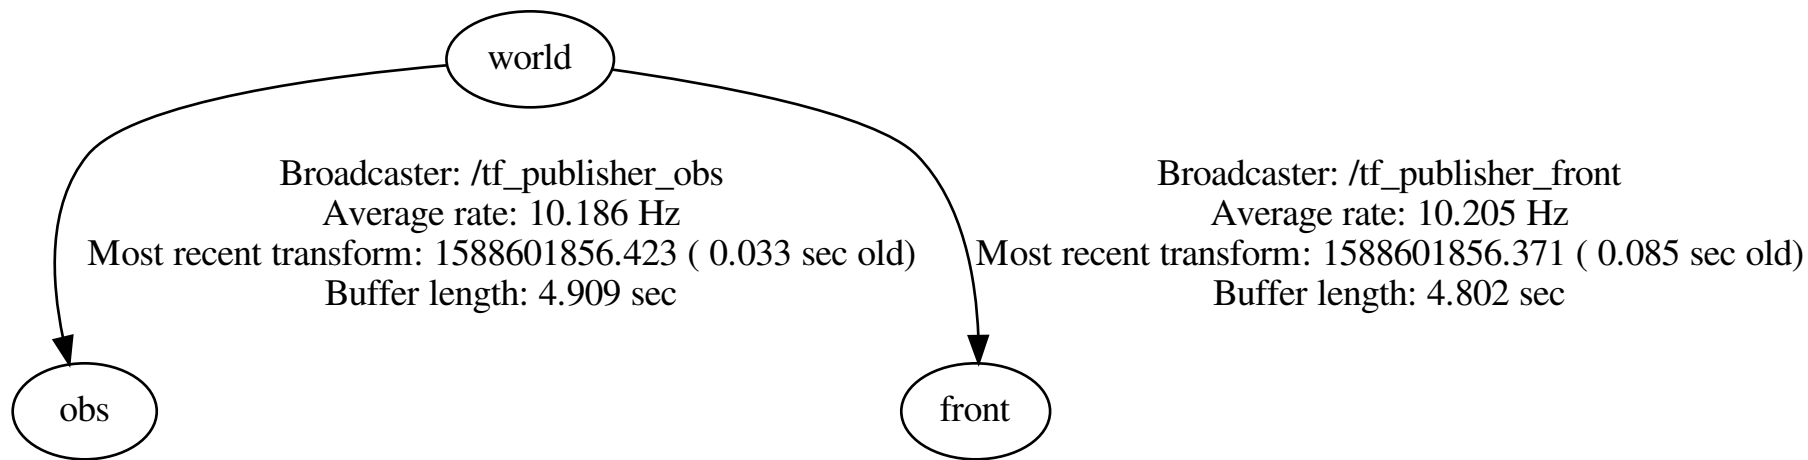 world
Broadcaster: /tf_publisher_obs
Average rate: 10.186 Hz
Most recent transform: 1588601856.423 ( 0.033 sec old)
Buffer length: 4.909 sec
Broadcaster: /tf_publisher_front
Average rate: 10.205 Hz
Most recent transform: 1588601856.371 ( 0.085 sec old)
Buffer length: 4.802 sec
obs
front